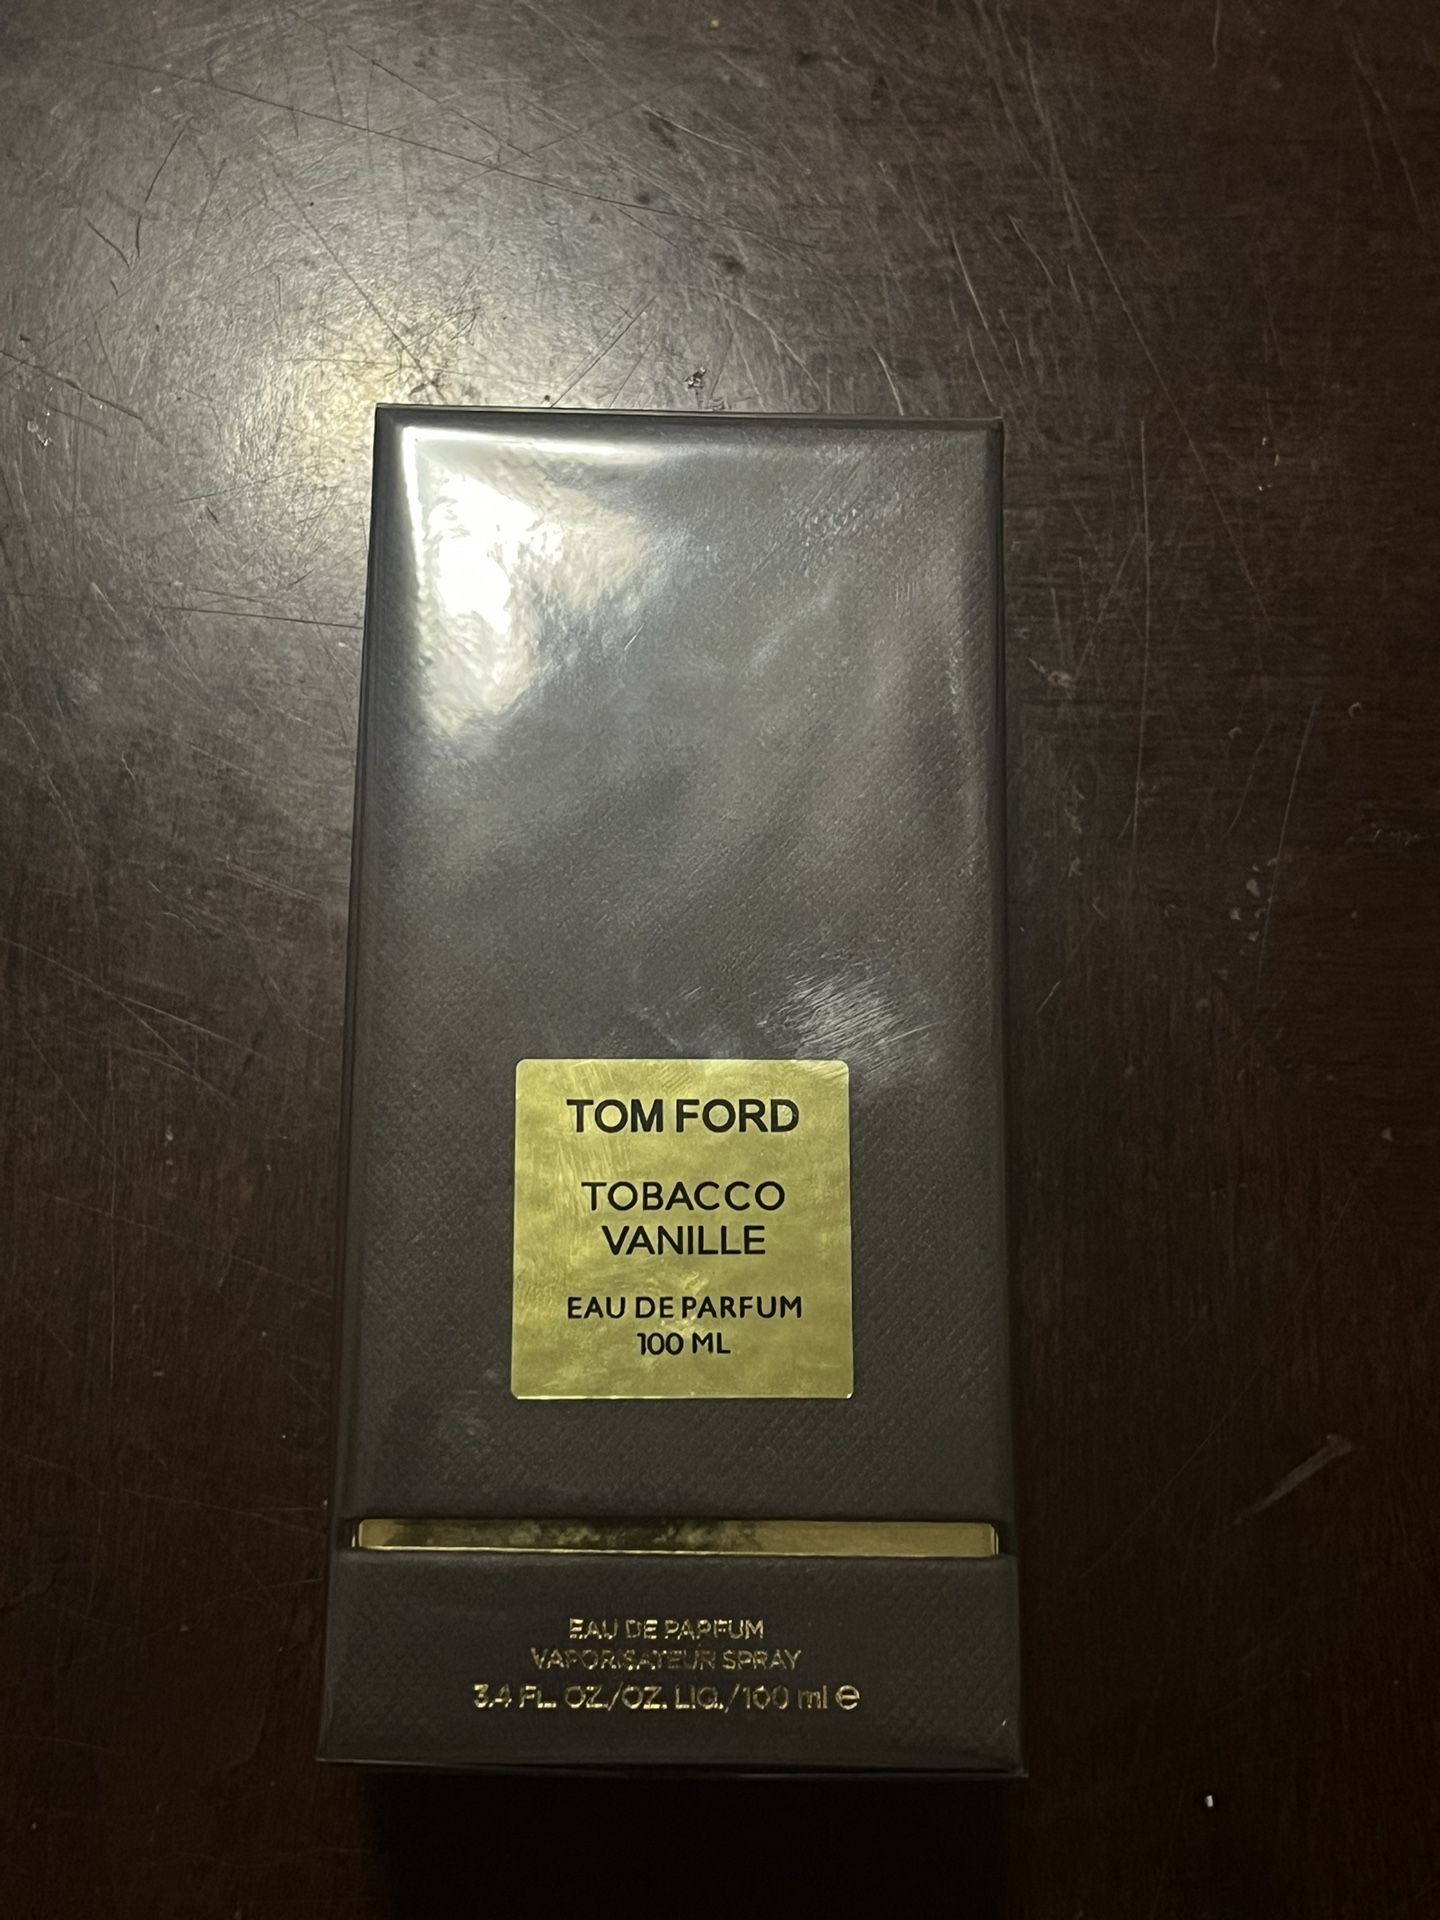 TOM FORD
TOBACCO
VANILLE
EAU DE PARFUM
100 ML
EAU DE PARFUM
VAPORISATEUR SPRAY
3.4 FL. OZ./OZ. LIQ./100 ml ℮